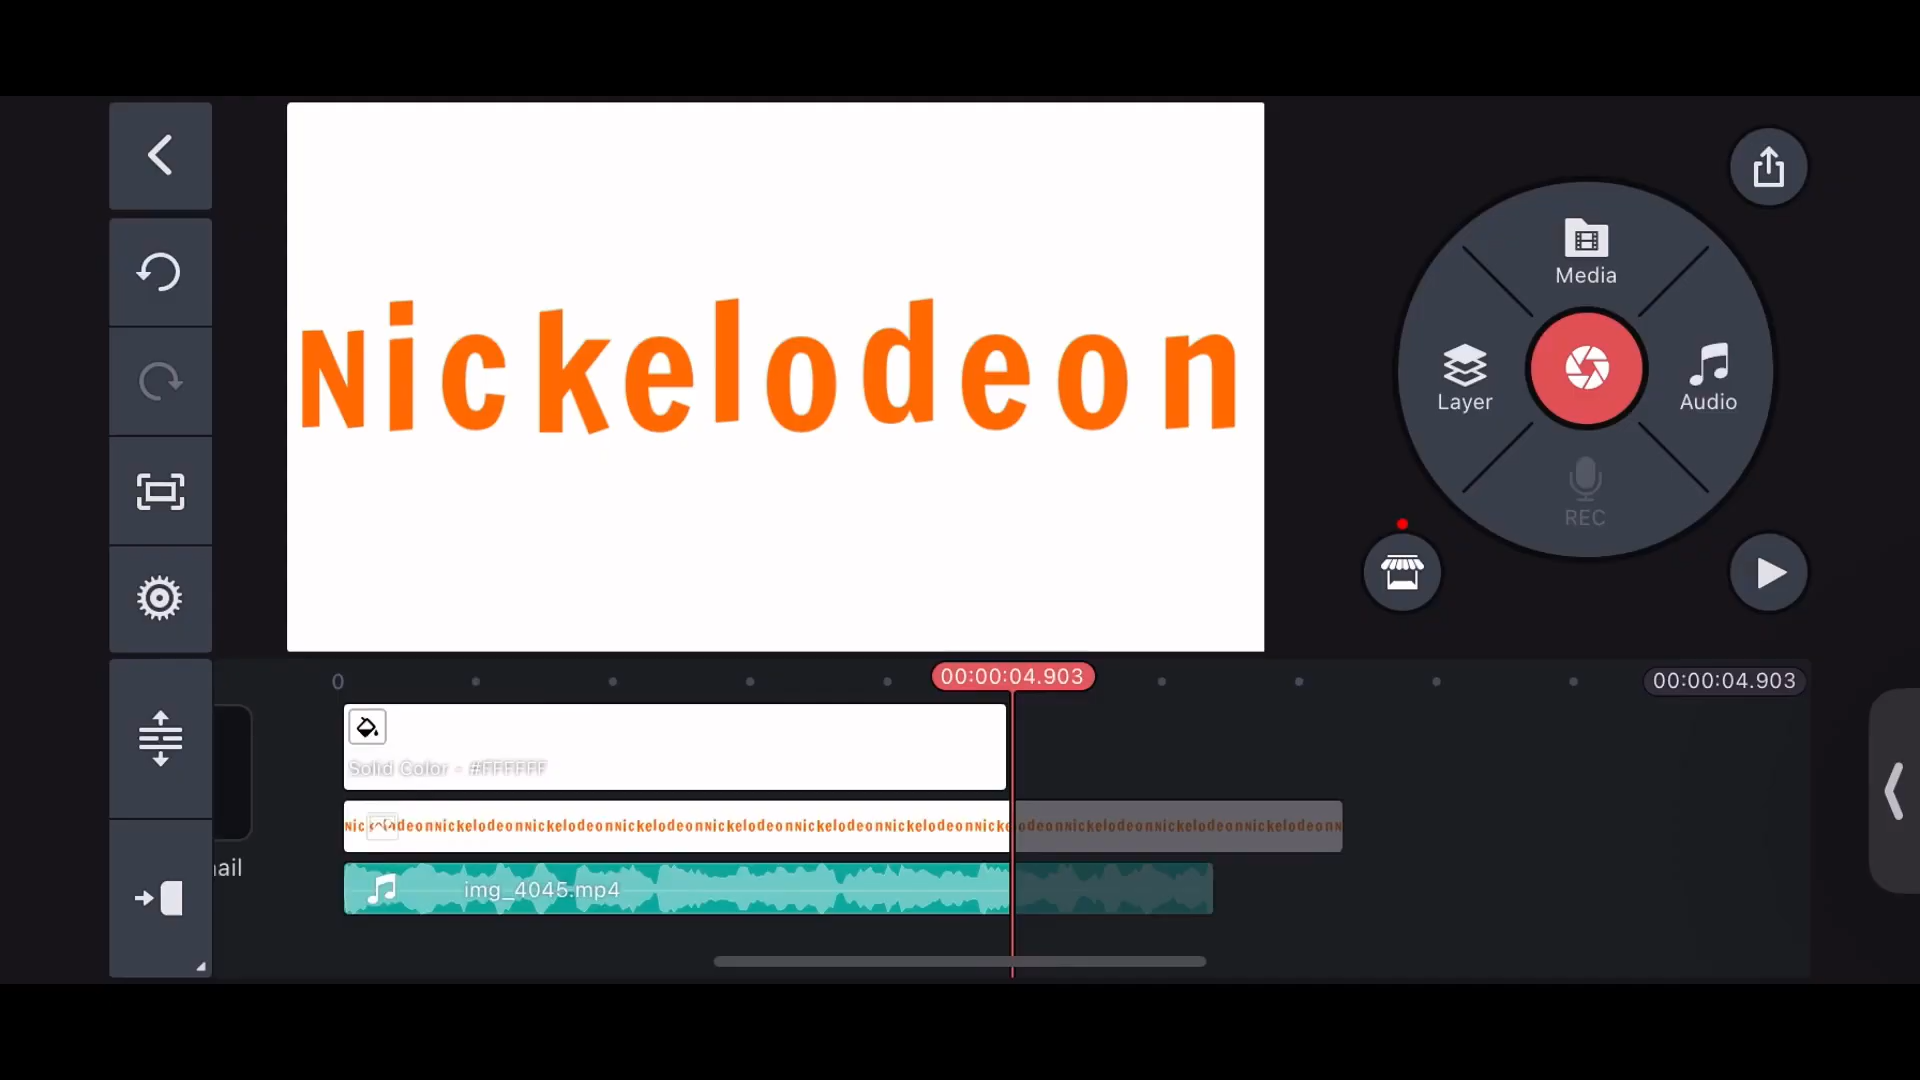 Nickelodeon
Media
Layer
Audio
REC
0
00:00:04.903
00:00:04.903
Solid Color - #FFFFFF
NickelodeonNickelodeonNickelodeonNickelodeonNickelodeonNickelodeonNickelodeonNickelodeonNickelodeonNickelodeonNickelodeon
ail
img_4045.mp4